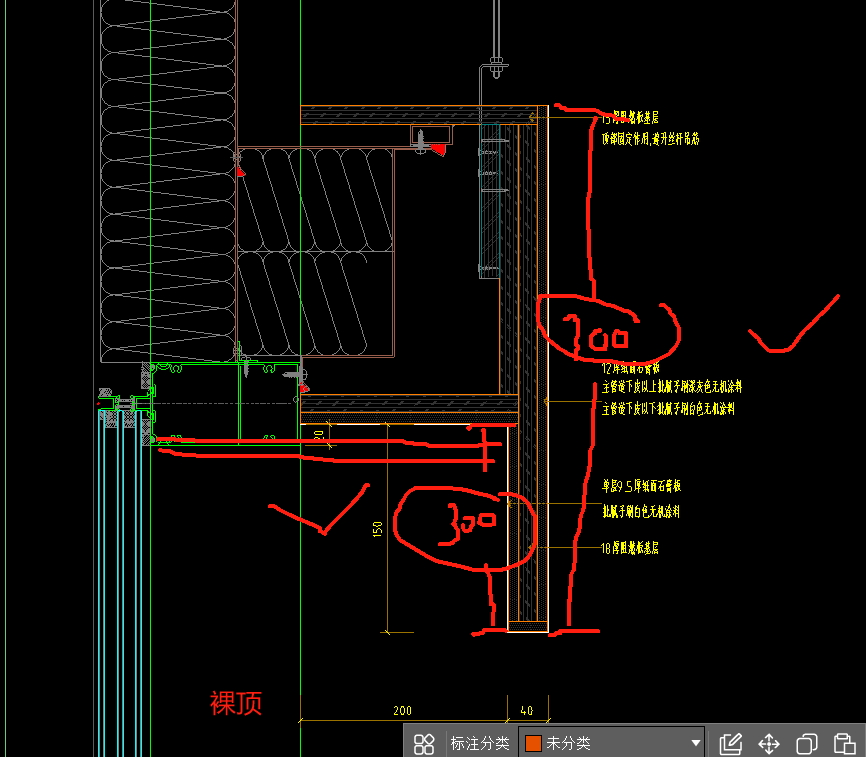 15厚阻燃板基层
顶部固定作用,避开丝杆吊筋
12厚纸面石膏板
主管道下皮以上批腻子刷深灰色无机涂料
主管道下皮以下批腻子刷白色无机涂料
20
单层9.5厚纸面石膏板
批腻子刷白色无机涂料
300
150
18厚阻燃板基层
裸顶
200
40
标注分类
未分类